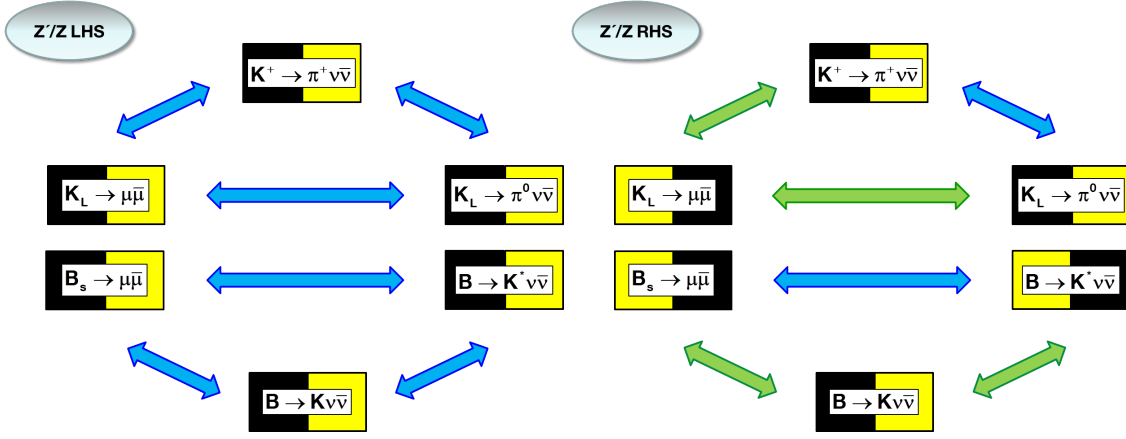 Z′/Z LHS
K⁺ → π⁺νν̅
K_L → μμ̅
K_L → π⁰νν̅
B_s → μμ̅
B → K*νν̅
B → Kνν̅
Z′/Z RHS
K⁺ → π⁺νν̅
K_L → μμ̅
K_L → π⁰νν̅
B_s → μμ̅
B → K*νν̅
B → Kνν̅